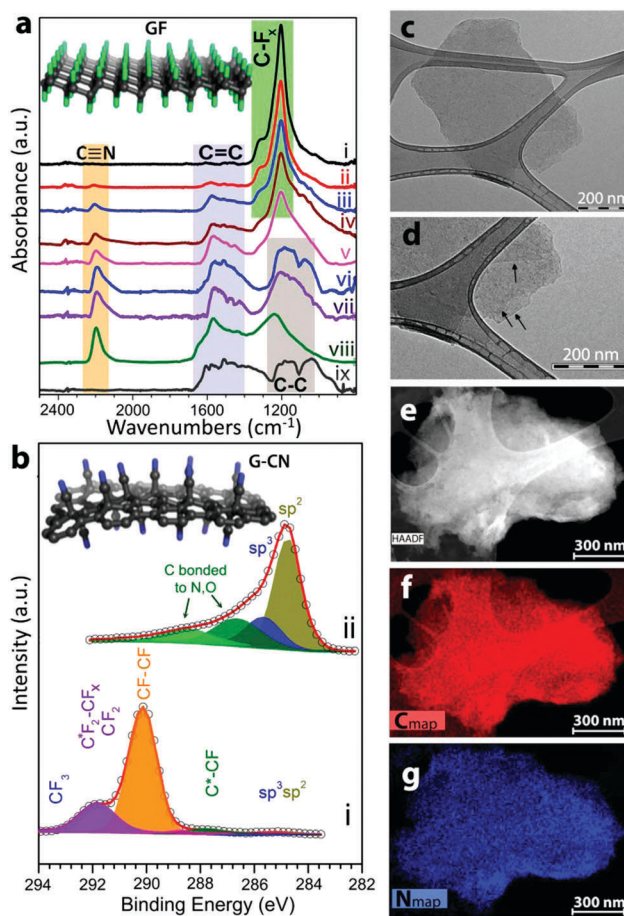 a
GF
C≡N
C=C
C-Fₓ
i
ii
iii
iv
v
vi
vii
viii
ix
C-C
Absorbance (a.u.)
2400 2000 1600 1200
Wavenumbers (cm⁻¹)
b
G-CN
sp²
sp³
C bonded
to N,O
ii
CF₃
C*F₂-CFₓ
CF₂
CF-CF
C*-CF
sp³sp²
i
Intensity (a.u.)
294 292 290 288 286 284 282
Binding Energy (eV)
c
200 nm
d
200 nm
e
HAADF
300 nm
f
Cmap
300 nm
g
Nmap
300 nm